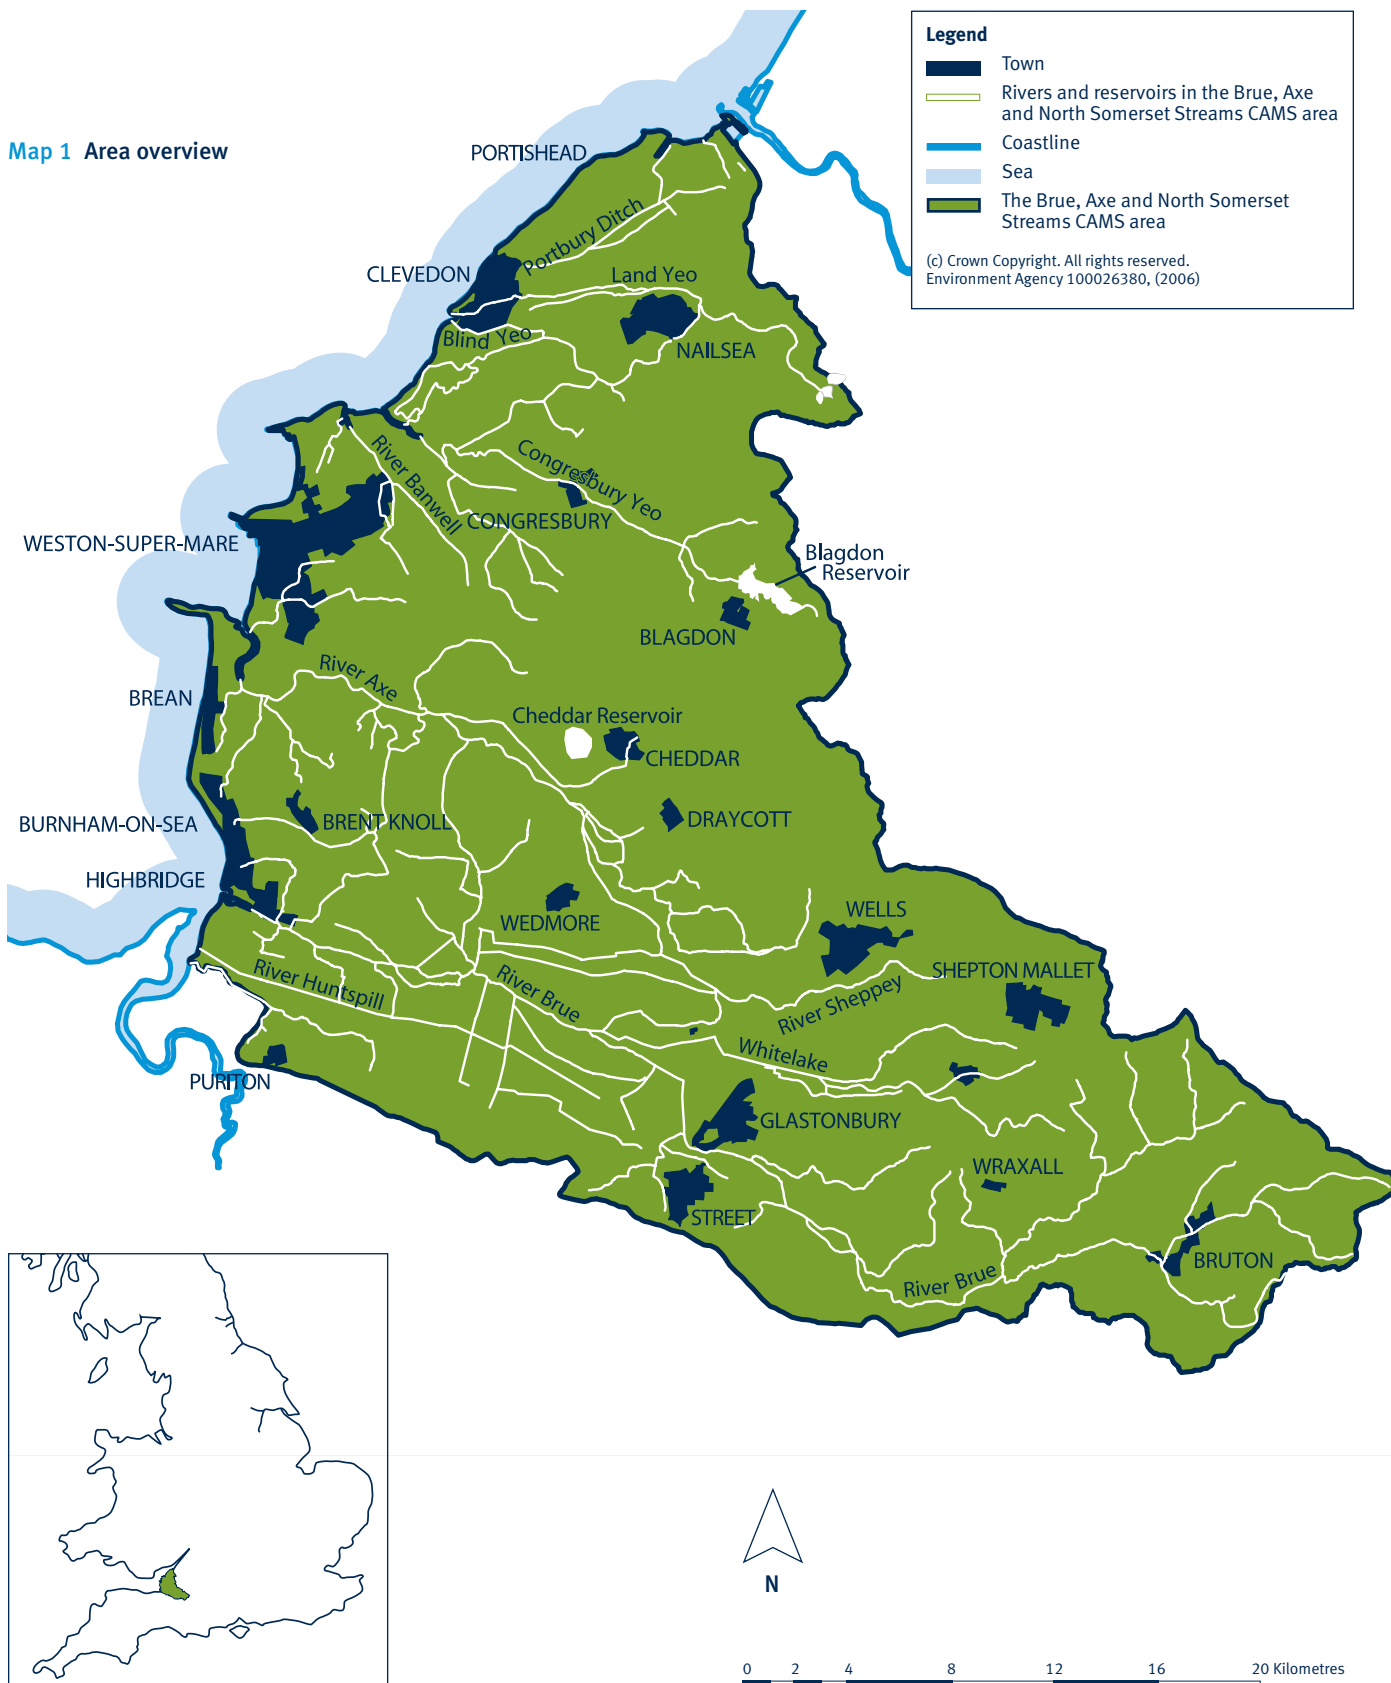 Map 1 Area overview
Legend
Town
Rivers and reservoirs in the Brue, Axe
and North Somerset Streams CAMS area
Coastline
Sea
The Brue, Axe and North Somerset
Streams CAMS area
(c) Crown Copyright. All rights reserved.
Environment Agency 100026380, (2006)
PORTISHEAD
Portbury Ditch
CLEVEDON
Land Yeo
Blind Yeo
NAILSEA
River Banwell
Congresbury Yeo
CONGRESBURY
WESTON-SUPER-MARE
Blagdon
Reservoir
BLAGDON
River Axe
BREAN
Cheddar Reservoir
CHEDDAR
BURNHAM-ON-SEA
BRENT KNOLL
DRAYCOTT
HIGHBRIDGE
WEDMORE
WELLS
SHEPTON MALLET
River Huntspill
River Brue
River Sheppey
Whitelake
PURITON
GLASTONBURY
WRAXALL
STREET
BRUTON
River Brue
N
0 2 4 8 12 16 20 Kilometres